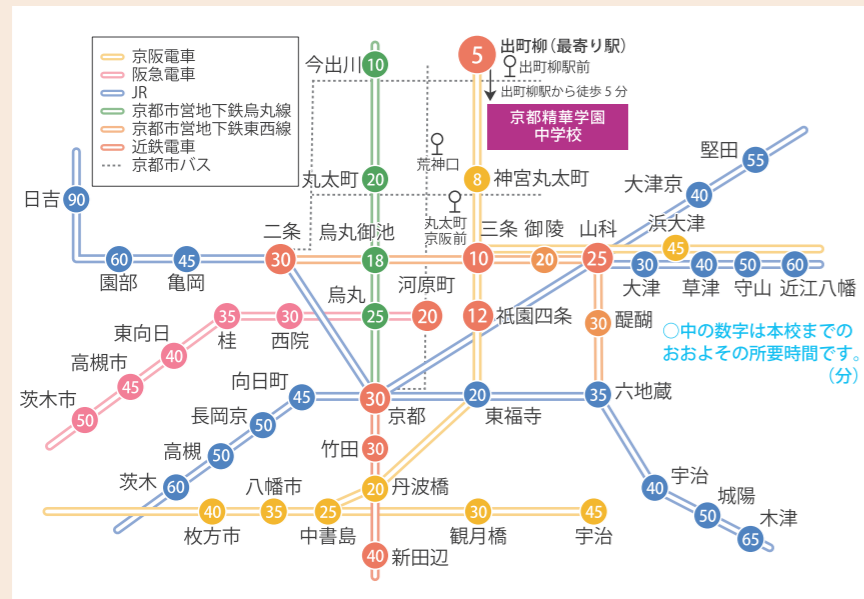 京阪電車
阪急電車
JR
京都市営地下鉄烏丸線
京都市営地下鉄東西線
近鉄電車
京都市バス
今出川
10
5
出町柳(最寄り駅)
出町柳駅前
出町柳駅から徒歩5分
京都精華学園
中学校
荒神口
丸太町
20
8
神宮丸太町
丸太町
京阪前
堅田
55
大津京
40
日吉
90
二条
30
烏丸御池
18
三条
10
御陵
20
山科
25
浜大津
45
60
園部
45
亀岡
30
大津
40
草津
50
守山
60
近江八幡
烏丸
25
河原町
20
12
祇園四条
30
醍醐
35
桂
30
西院
東向日
40
高槻市
45
茨木市
50
○中の数字は本校までの
おおよその所要時間です。
(分)
向日町
45
長岡京
50
高槻
50
茨木
60
30
京都
20
東福寺
35
六地蔵
竹田
30
20
丹波橋
40
宇治
50
城陽
65
木津
40
枚方市
八幡市
35
25
中書島
30
観月橋
45
宇治
40
新田辺